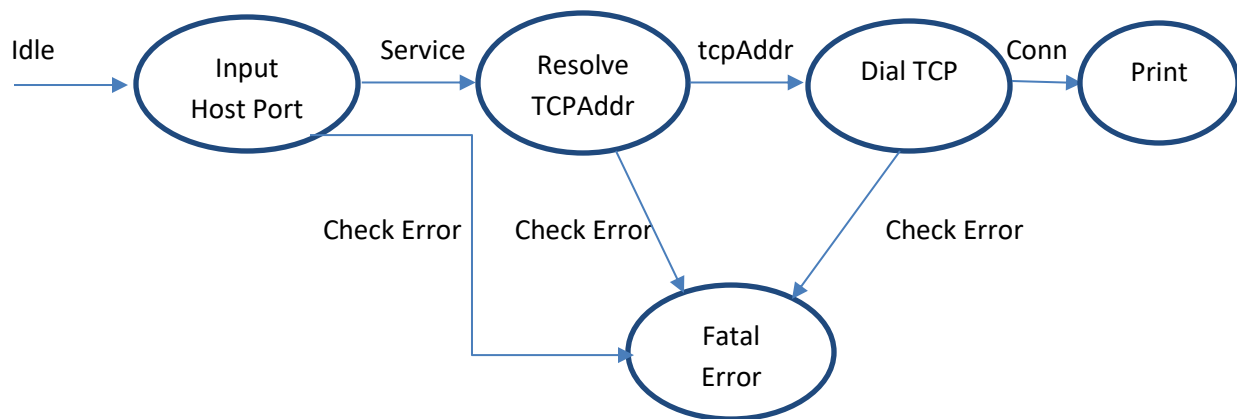 Idle
Input
Host Port
Service
Resolve
TCPAddr
tcpAddr
Dial TCP
Conn
Print
Check Error
Check Error
Check Error
Fatal
Error